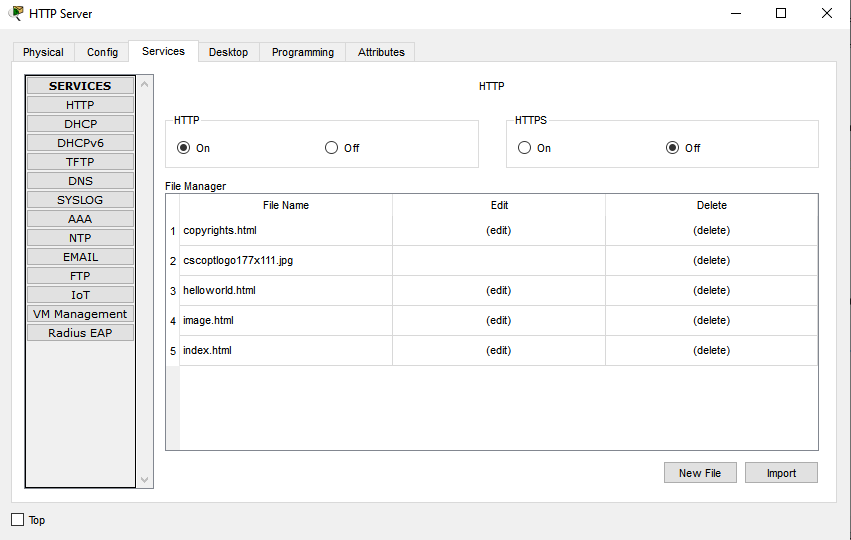 HTTP Server
Physical Config Services Desktop Programming Attributes
SERVICES
HTTP
DHCP
DHCPv6
TFTP
DNS
SYSLOG
AAA
NTP
EMAIL
FTP
IoT
VM Management
Radius EAP
HTTP
HTTP
On Off
HTTPS
On Off
File Manager
File Name Edit Delete
1 copyrights.html (edit) (delete)
2 cscoptlogo177x111.jpg (delete)
3 helloworld.html (edit) (delete)
4 image.html (edit) (delete)
5 index.html (edit) (delete)
New File Import
Top